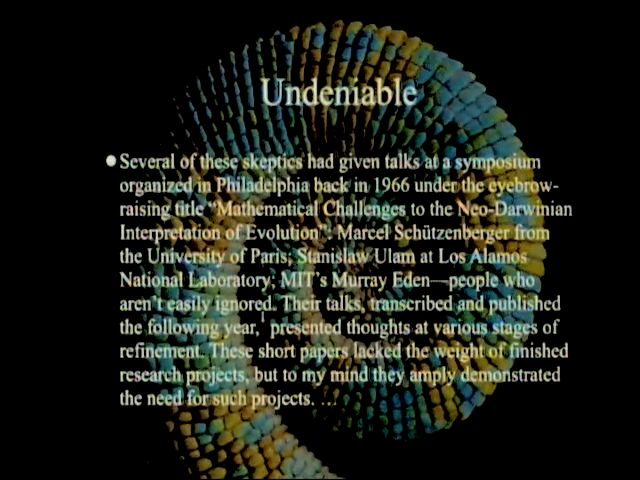 Undeniable
• Several of these skeptics had given talks at a symposium
organized in Philadelphia back in 1966 under the eyebrow-
raising title “Mathematical Challenges to the Neo-Darwinian
Interpretation of Evolution”: Marcel Schützenberger from
the University of Paris; Stanislaw Ulam at Los Alamos
National Laboratory; MIT’s Murray Eden—people who
aren’t easily ignored. Their talks, transcribed and published
the following year,¹ presented thoughts at various stages of
refinement. These short papers lacked the weight of finished
research projects, but to my mind they amply demonstrated
the need for such projects. …